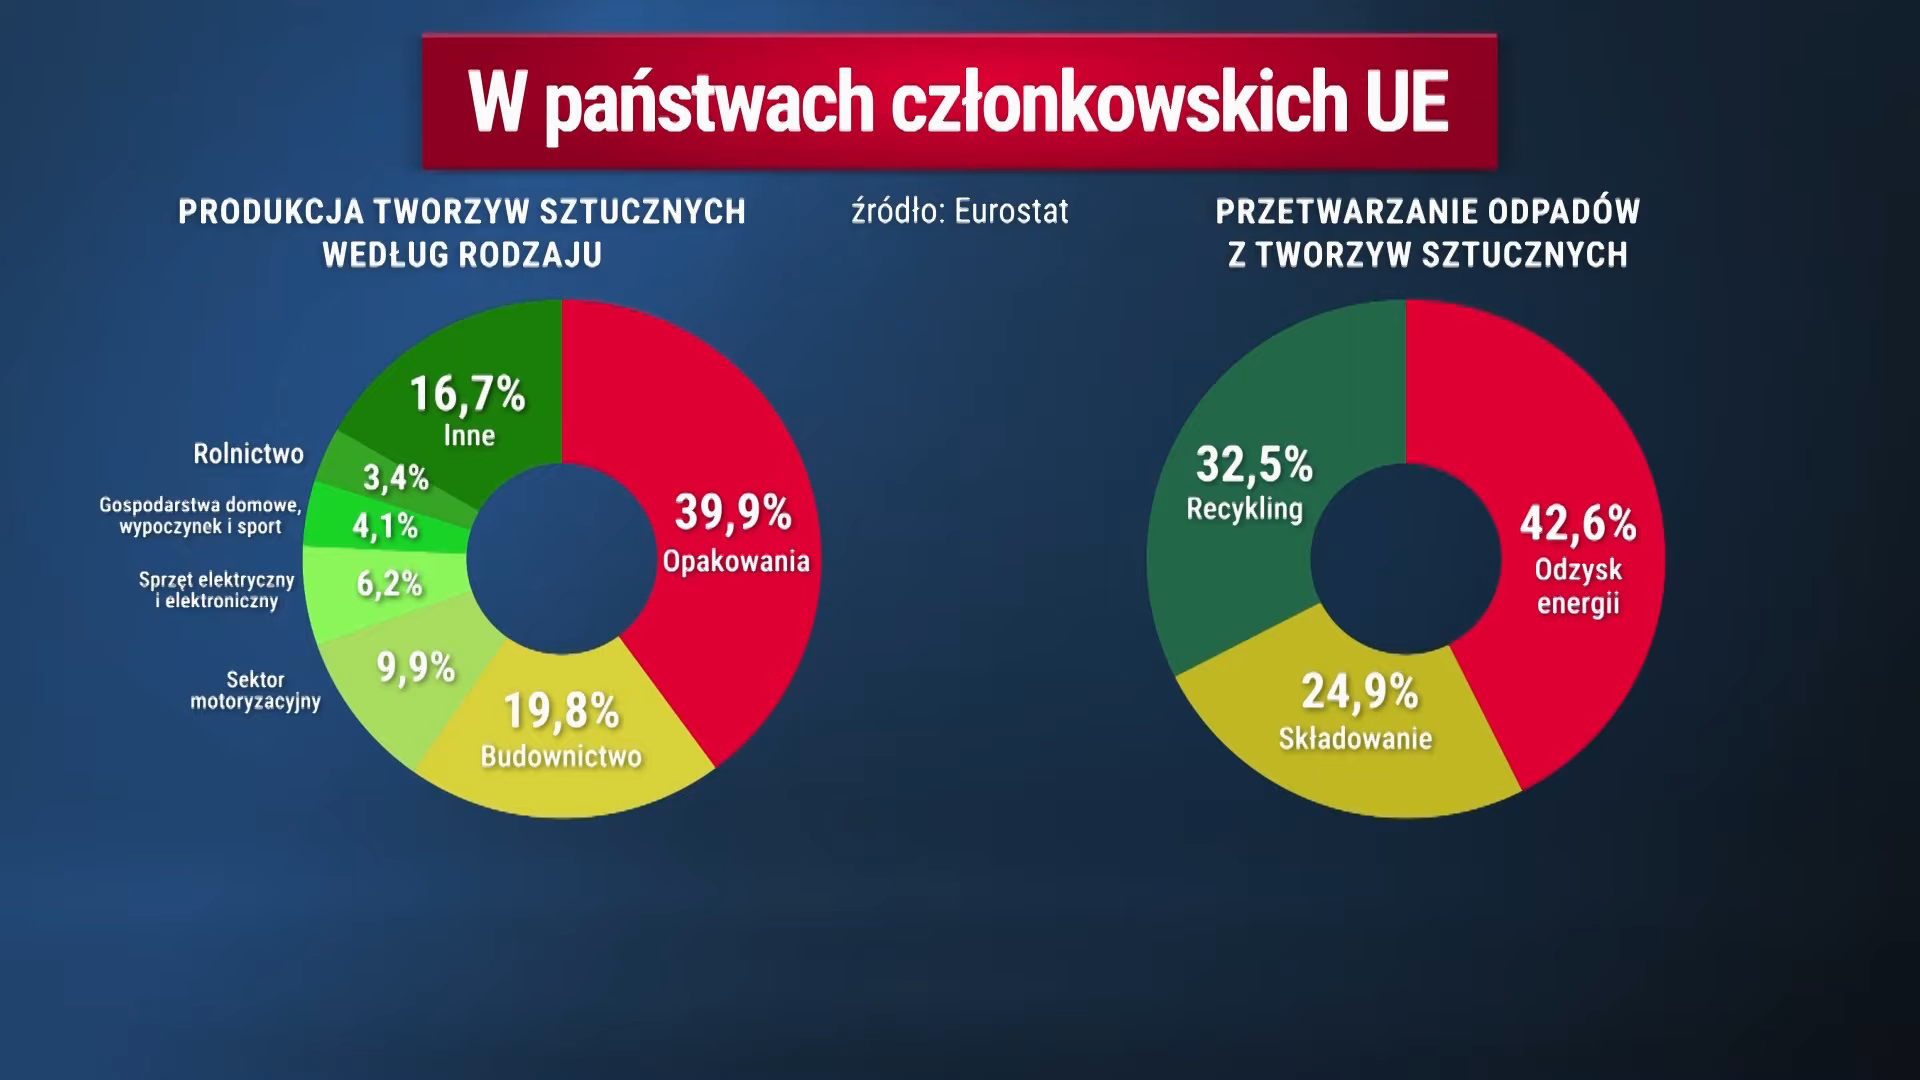 W państwach członkowskich UE
PRODUKCJA TWORZYW SZTUCZNYCH
WEDŁUG RODZAJU
źródło: Eurostat
PRZETWARZANIE ODPADÓW
Z TWORZYW SZTUCZNYCH
16,7%
Inne
Rolnictwo
3,4%
Gospodarstwa domowe,
wypoczynek i sport
4,1%
Sprzęt elektryczny
i elektroniczny
6,2%
Sektor
motoryzacyjny
9,9%
19,8%
Budownictwo
39,9%
Opakowania
32,5%
Recykling
42,6%
Odzysk
energii
24,9%
Składowanie